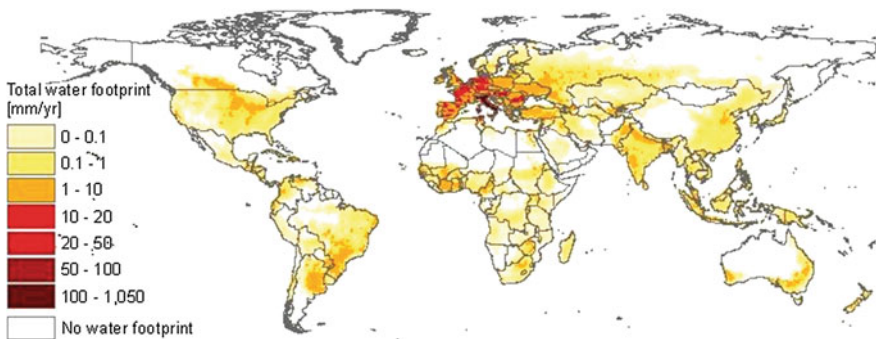 Total water footprint
[mm/yr]
0 - 0.1
0.1 - 1
1 - 10
10 - 20
20 - 50
50 - 100
100 - 1,050
No water footprint